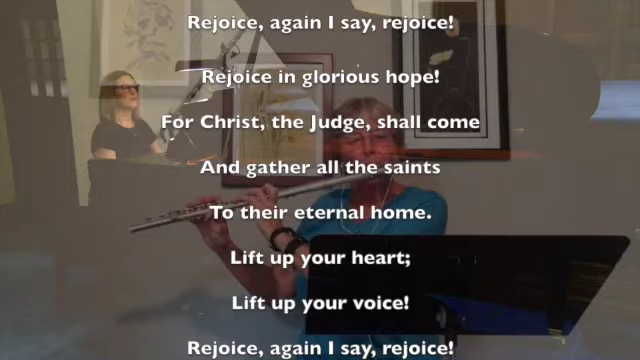 Rejoice, again I say, rejoice!
Rejoice in glorious hope!
For Christ, the Judge, shall come
And gather all the saints
To their eternal home.
Lift up your heart;
Lift up your voice!
Rejoice, again I say, rejoice!